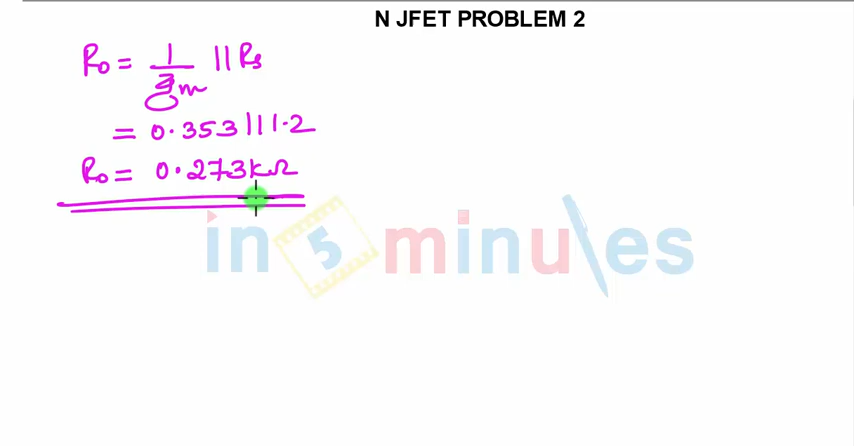 N JFET PROBLEM 2
Ro = 1/gm || Rs
= 0.353 || 1.2
Ro = 0.273kΩ
in 5 minutes